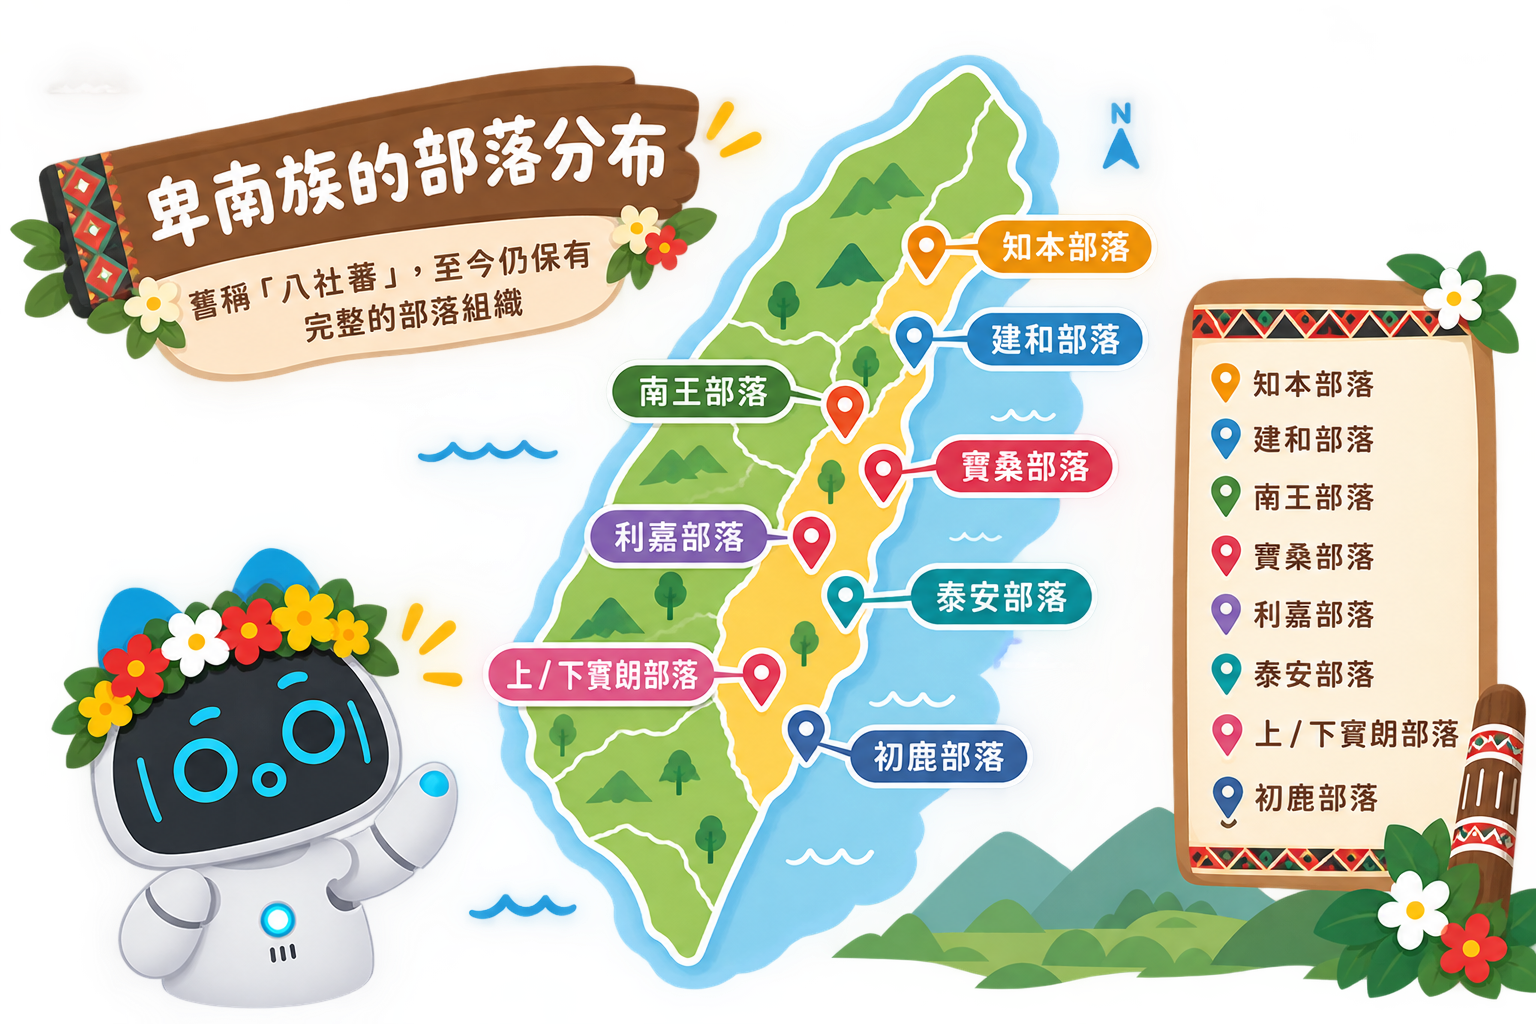 卑南族的部落分布
舊稱「八社蕃」，至今仍保有
完整的部落組織
N
知本部落
建和部落
南王部落
寶桑部落
利嘉部落
泰安部落
上/下賓朗部落
初鹿部落
知本部落
建和部落
南王部落
寶桑部落
利嘉部落
泰安部落
上/下賓朗部落
初鹿部落